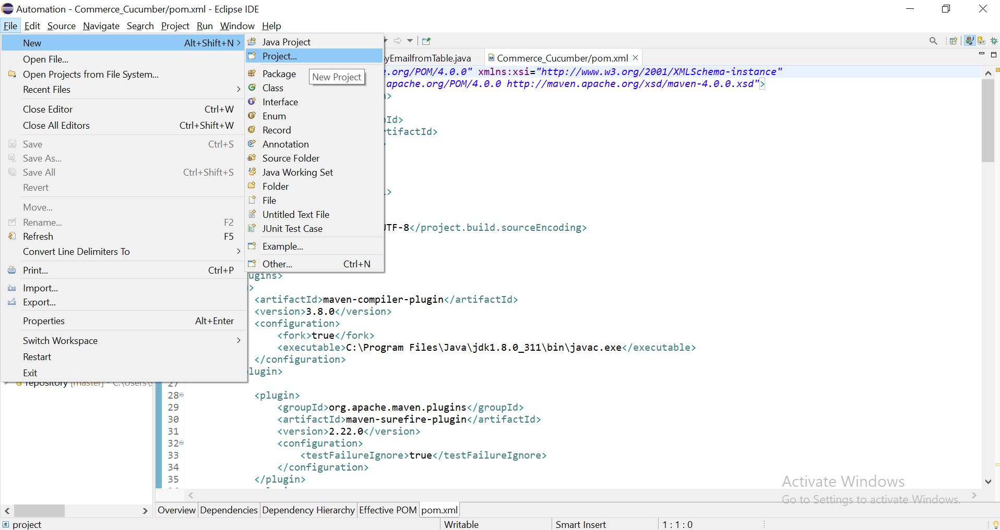 Automation - Commerce_Cucumber/pom.xml - Eclipse IDE
File Edit Source Navigate Search Project Run Window Help
New Alt+Shift+N
Open File...
Open Projects from File System...
Recent Files
Close Editor Ctrl+W
Close All Editors Ctrl+Shift+W
Save Ctrl+S
Save As...
Save All Ctrl+Shift+S
Revert
Move...
Rename... F2
Refresh F5
Convert Line Delimiters To
Print... Ctrl+P
Import...
Export...
Properties Alt+Enter
Switch Workspace
Restart
Exit
Java Project
Project...
Package
New Project
Class
Interface
Enum
Record
Annotation
Source Folder
Java Working Set
Folder
File
Untitled Text File
JUnit Test Case
Example...
Other... Ctrl+N
yEmailfromTable.java Commerce_Cucumber/pom.xml
.org/POM/4.0.0" xmlns:xsi="http://www.w3.org/2001/XMLSchema-instance"
apache.org/POM/4.0.0 http://maven.apache.org/xsd/maven-4.0.0.xsd">
>
Id>
tifactId>
>
TF-8</project.build.sourceEncoding>
ugins>
>
<artifactId>maven-compiler-plugin</artifactId>
<version>3.8.0</version>
<configuration>
<fork>true</fork>
<executable>C:\Program Files\Java\jdk1.8.0_311\bin\javac.exe</executable>
</configuration>
lugin>
repository [master] - C:\Users\
27
28 <plugin>
29 <groupId>org.apache.maven.plugins</groupId>
30 <artifactId>maven-surefire-plugin</artifactId>
31 <version>2.22.0</version>
32 <configuration>
33 <testFailureIgnore>true</testFailureIgnore>
34 </configuration>
35 </plugin>
Activate Windows
Go to Settings to activate Windows.
Overview Dependencies Dependency Hierarchy Effective POM pom.xml
project Writable Smart Insert 1 : 1 : 0